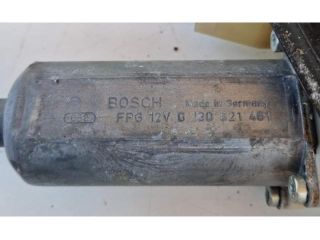 BOSCH Made in Germany
FPG 12V 0 130 821 461